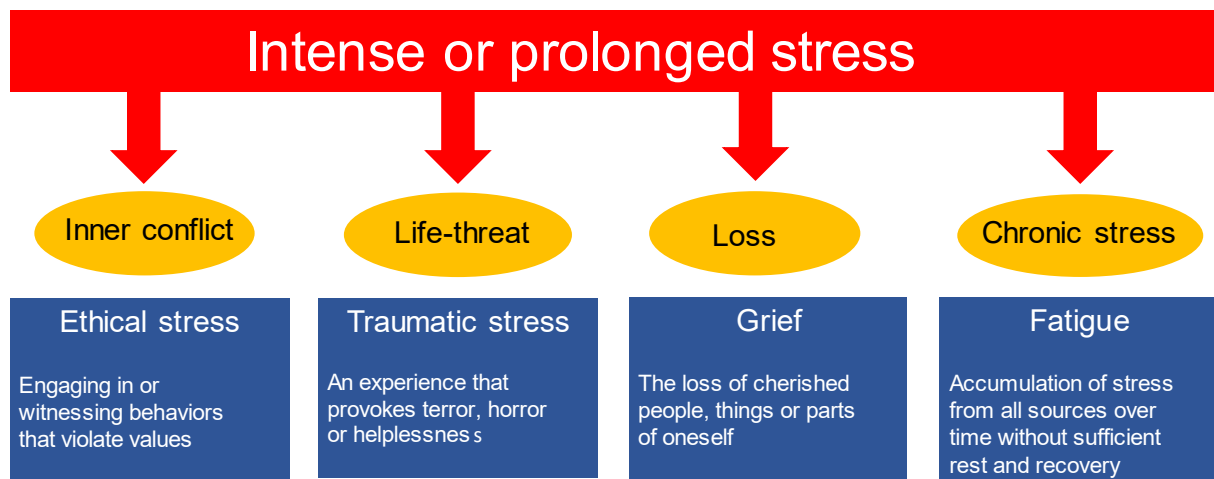 Intense or prolonged stress
Inner conflict
Life-threat
Loss
Chronic stress
Ethical stress
Engaging in or
witnessing behaviors
that violate values
Traumatic stress
An experience that
provokes terror, horror
or helplessness
Grief
The loss of cherished
people, things or parts
of oneself
Fatigue
Accumulation of stress
from all sources over
time without sufficient
rest and recovery